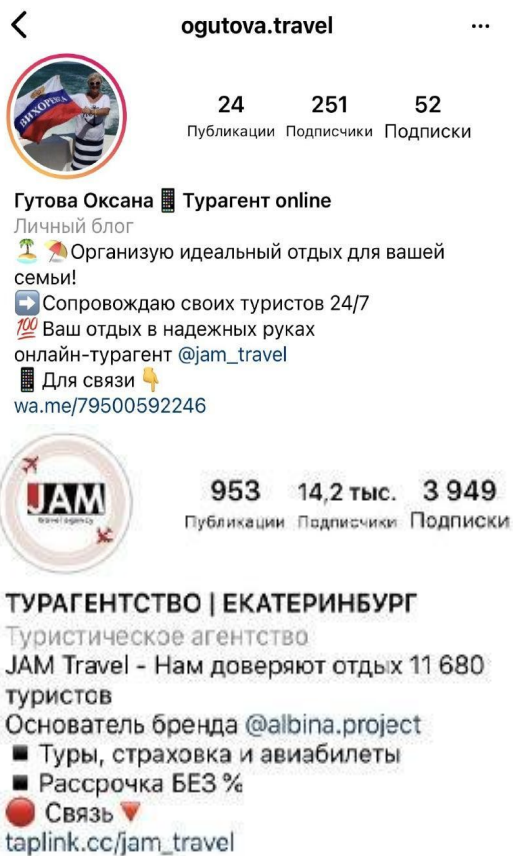 ogutova.travel
ВИХОРЕВКА
24 251 52
Публикации Подписчики Подписки
Гутова Оксана📱Турагент online
Личный блог
🏝️ ⛱️Организую идеальный отдых для вашей
семьи!
➡️Сопровождаю своих туристов 24/7
💯 Ваш отдых в надежных руках
онлайн-турагент @jam_travel
📱 Для связи 👇
wa.me/79500592246
JAM
travel agency
953 14,2 тыс. 3 949
Публикации Подписчики Подписки
ТУРАГЕНТСТВО | ЕКАТЕРИНБУРГ
Туристическое агентство
JAM Travel - Нам доверяют отдых 11 680
туристов
Основатель бренда @albina.project
▪️ Туры, страховка и авиабилеты
▪️ Рассрочка БЕЗ %
🔴 Связь🔻
taplink.cc/jam_travel